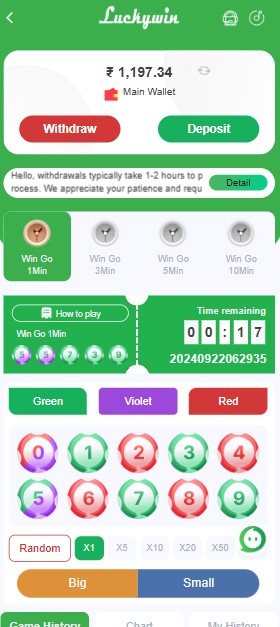 Luckywin
₹ 1,197.34
Main Wallet
Withdraw
Deposit
Hello, withdrawals typically take 1-2 hours to p
rocess. We appreciate your patience and requ
Detail
Win Go
1Min
Win Go
3Min
Win Go
5Min
Win Go
10Min
How to play
Time remaining
Win Go 1Min
0 0 : 1 7
5 5 7 3 9
20240922062935
Green
Violet
Red
0 1 2 3 4
5 6 7 8 9
Random
X1
X5
X10
X20
X50
Big
Small
Game History
Chart
My History